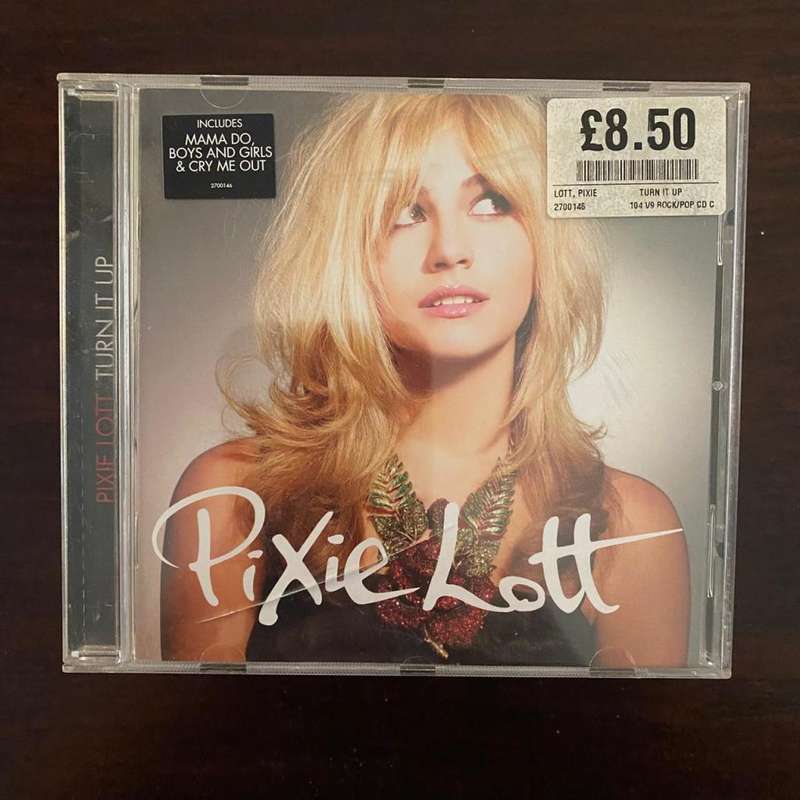 INCLUDES
MAMA DO,
BOYS AND GIRLS
& CRY ME OUT
2700146
£8.50
LOTT, PIXIE TURN IT UP
2700146 104 V9 ROCK/POP CD C
PIXIE LOTT TURN IT UP
Pixie Lott